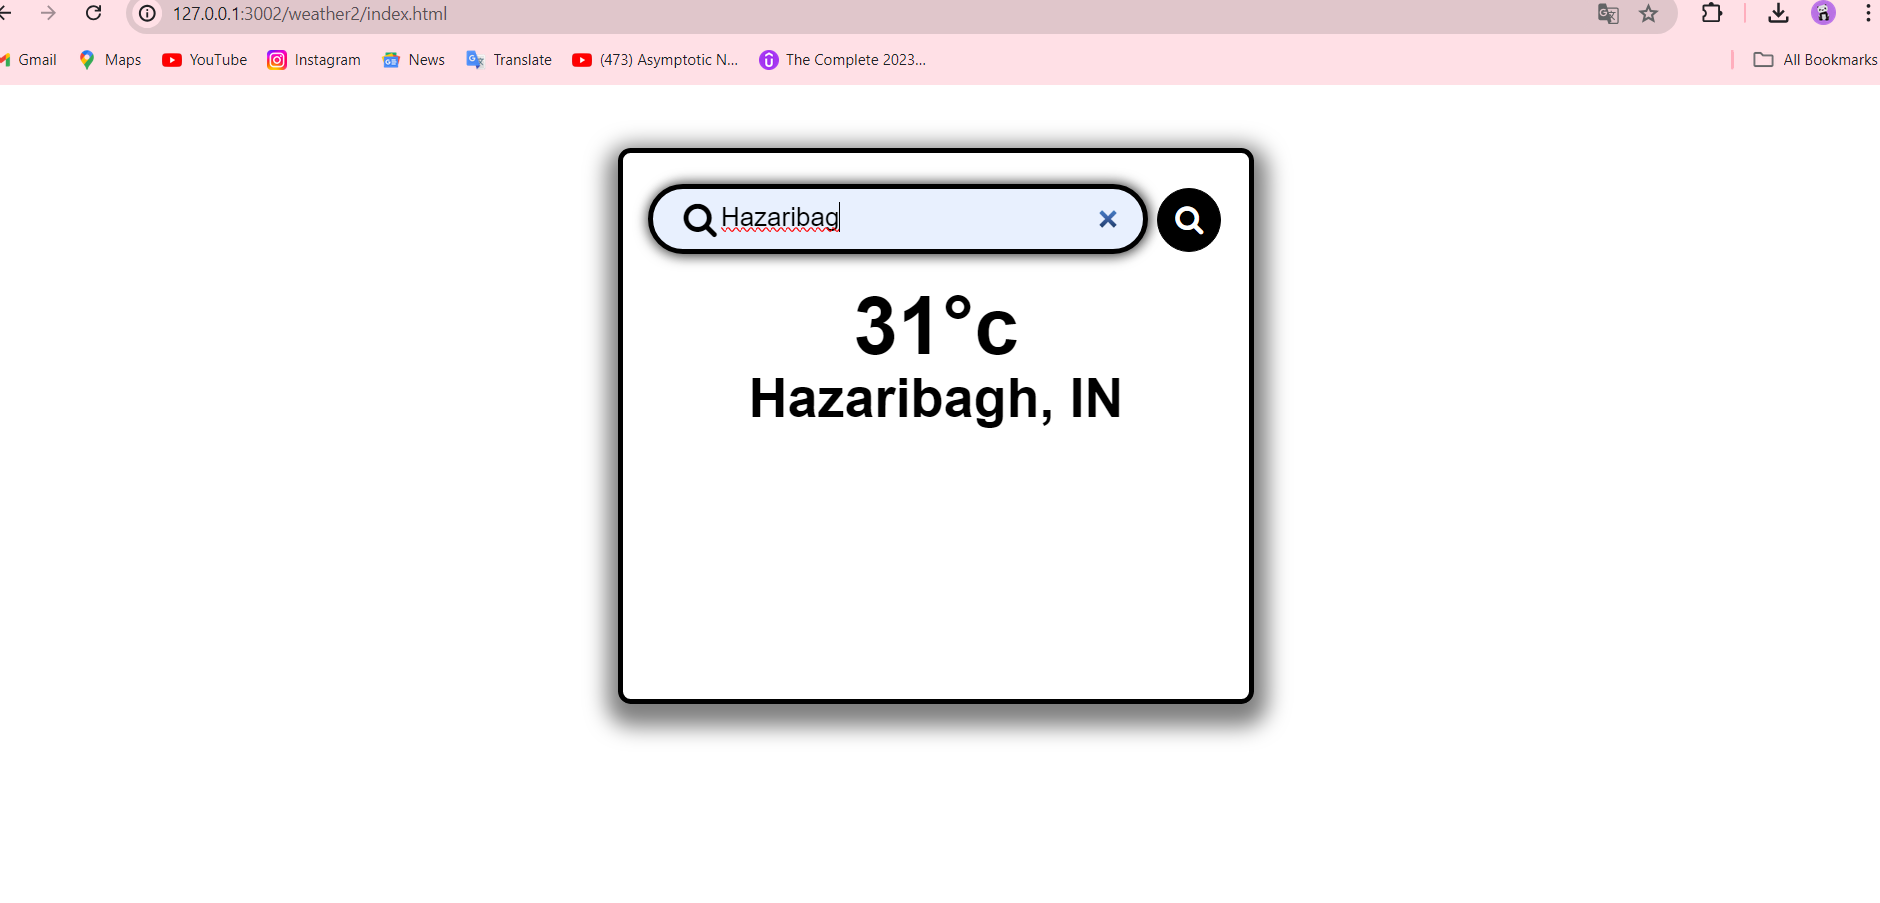 127.0.0.1:3002/weather2/index.html
Gmail Maps YouTube Instagram News Translate (473) Asymptotic N... The Complete 2023... All Bookmarks
Hazaribag
31°c
Hazaribagh, IN